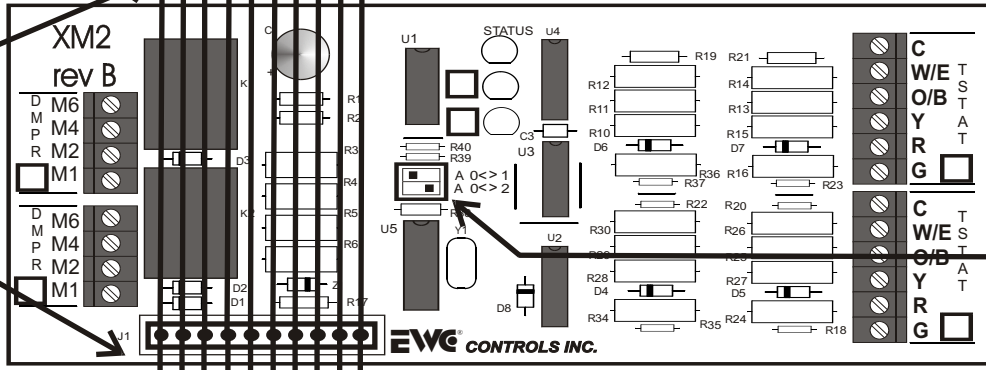 XM2
rev B
D
M
P
R
M6
M4
M2
M1
D
M
P
R
M6
M4
M2
M1
J1
C
+
K
D3
K2
D2
D1
R1
R2
R3
R4
R5
R6
Z
R17
U1
STATUS
U4
R40
R39
A 0<> 1
A 0<> 2
U5
Y1
C3
U3
U2
D8
EWC® CONTROLS INC.
R19
R12
R11
R10
D6
R36
R37
R22
R30
R28
D4
R34
R35
R21
R14
R13
R15
D7
R16
R23
R20
R26
R27
D5
R24
R18
C
W/E
O/B
Y
R
G
T
S
T
A
T
C
W/E
O/B
Y
R
G
T
S
T
A
T